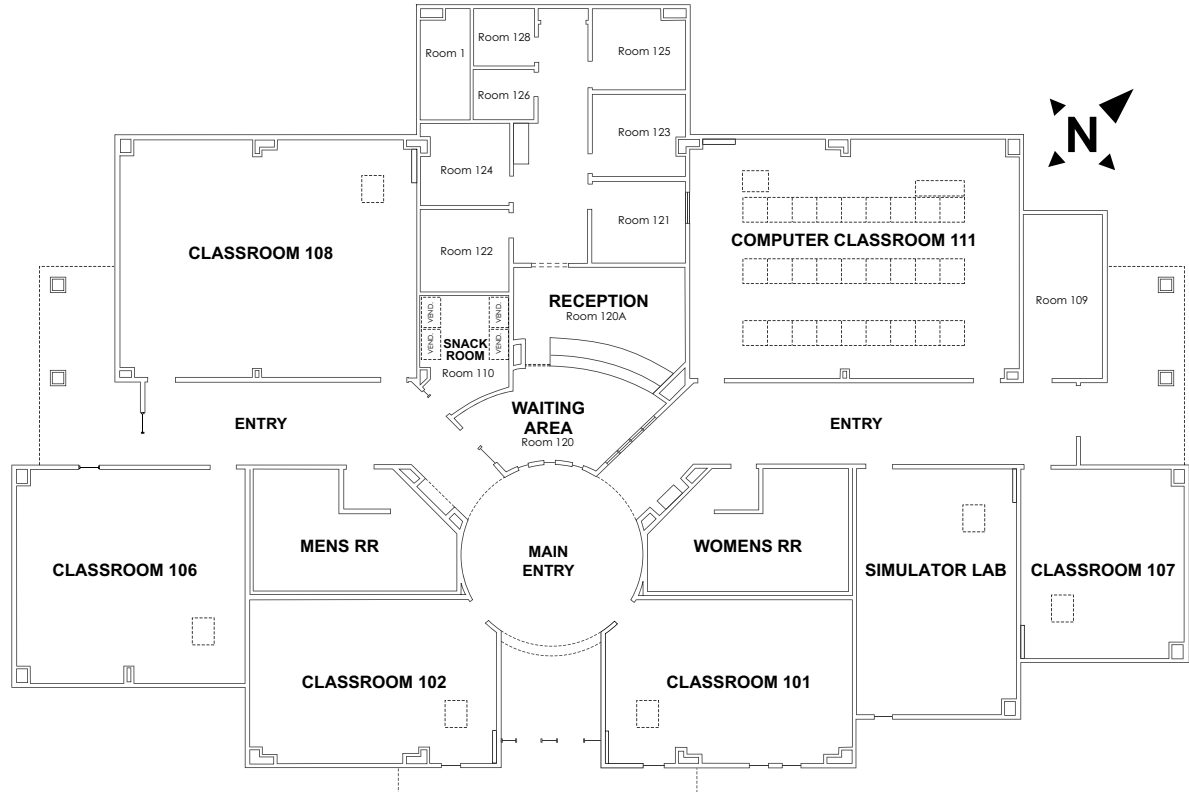 Room 1
Room 128
Room 125
Room 126
Room 123
Room 124
Room 121
Room 122
N
CLASSROOM 108
COMPUTER CLASSROOM 111
Room 109
RECEPTION
Room 120A
VEND.
VEND.
VEND.
VEND.
SNACK
ROOM
Room 110
WAITING
AREA
Room 120
ENTRY
ENTRY
MENS RR
MAIN
ENTRY
WOMENS RR
CLASSROOM 106
SIMULATOR LAB
CLASSROOM 107
CLASSROOM 102
CLASSROOM 101